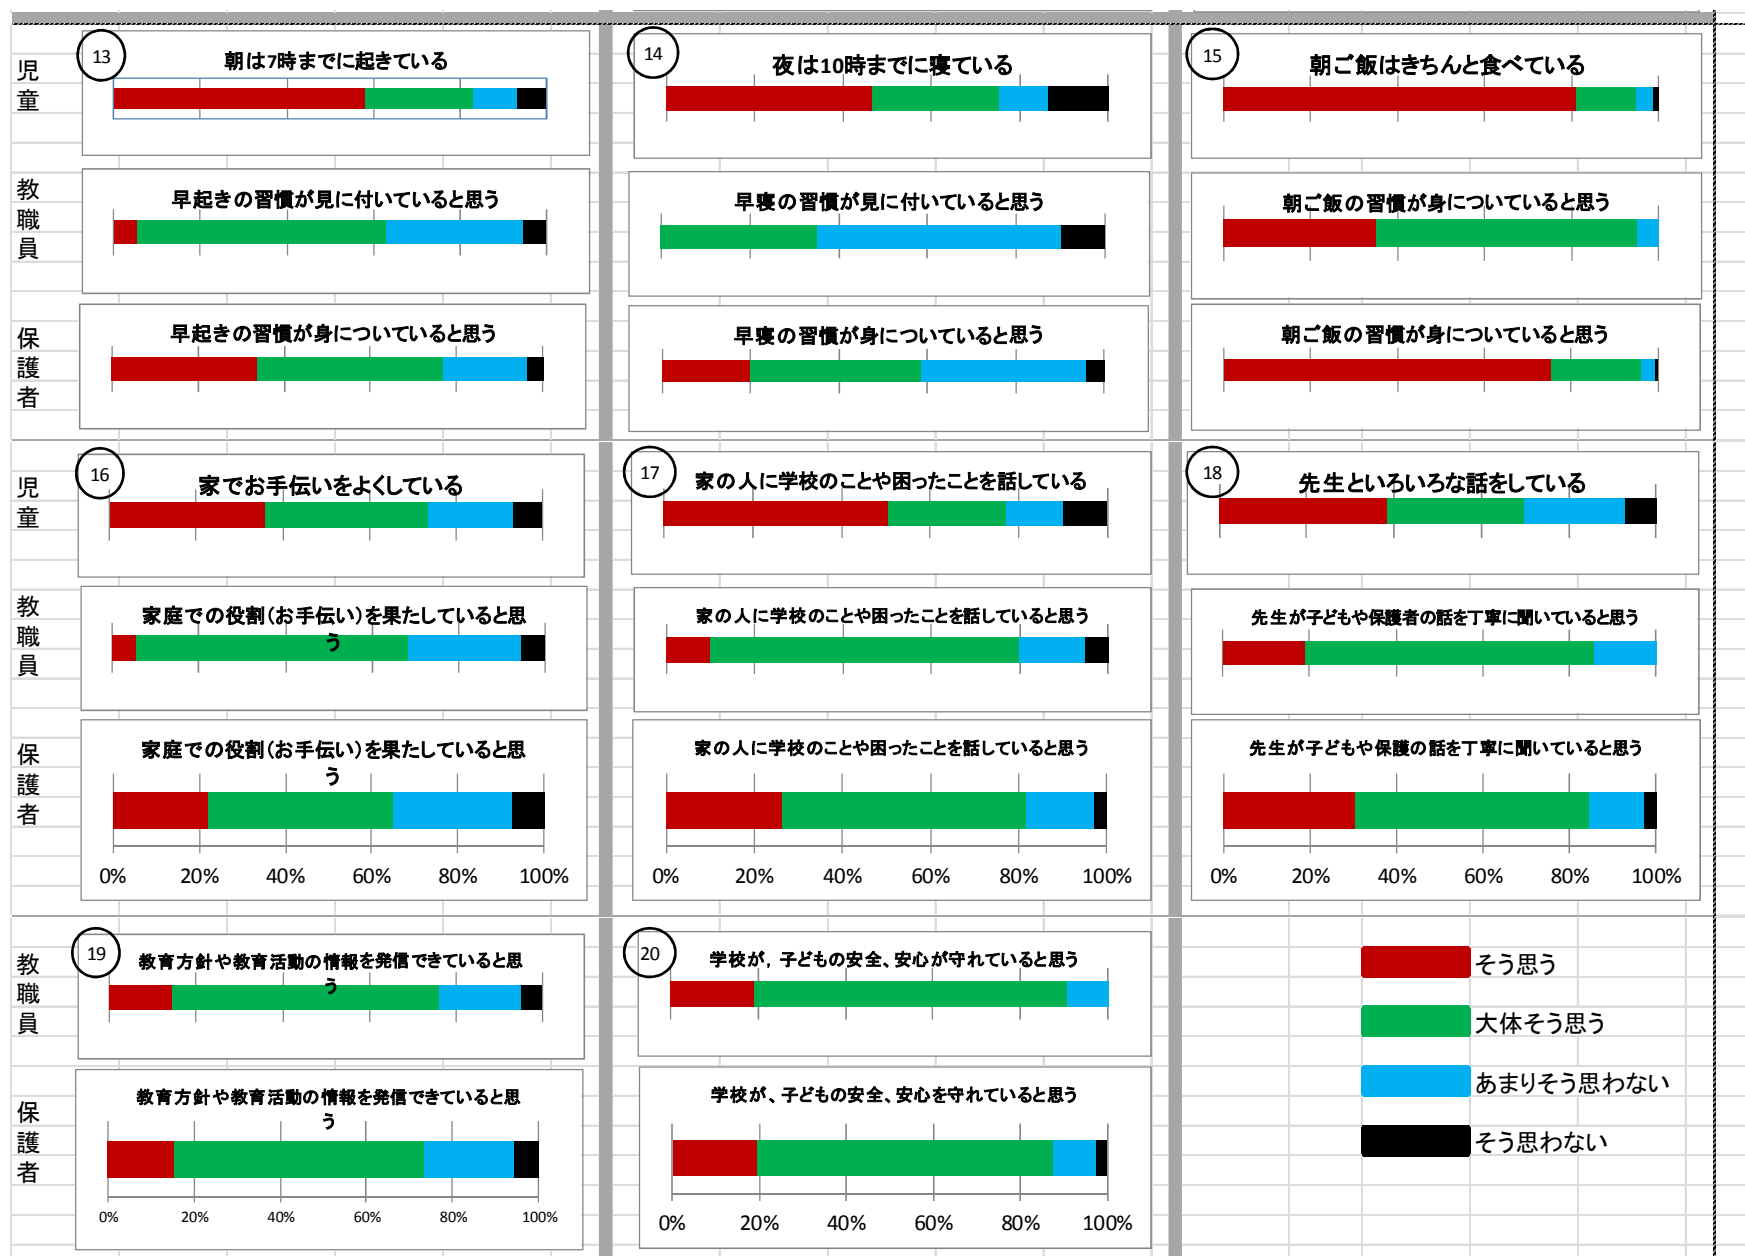 児童
13
朝は7時までに起きている
14
夜は10時までに寝ている
15
朝ご飯はきちんと食べている
教職員
早起きの習慣が見に付いていると思う
早寝の習慣が見に付いていると思う
朝ご飯の習慣が身についていると思う
保護者
早起きの習慣が身についていると思う
早寝の習慣が身についていると思う
朝ご飯の習慣が身についていると思う
児童
16
家でお手伝いをよくしている
17
家の人に学校のことや困ったことを話している
18
先生といろいろな話をしている
教職員
家庭での役割(お手伝い)を果たしていると思
う
家の人に学校のことや困ったことを話していると思う
先生が子どもや保護者の話を丁寧に聞いていると思う
保護者
家庭での役割(お手伝い)を果たしていると思
う
0% 20% 40% 60% 80% 100%
家の人に学校のことや困ったことを話していると思う
0% 20% 40% 60% 80% 100%
先生が子どもや保護の話を丁寧に聞いていると思う
0% 20% 40% 60% 80% 100%
教職員
19
教育方針や教育活動の情報を発信できていると思
う
20
学校が，子どもの安全、安心が守れていると思う
保護者
教育方針や教育活動の情報を発信できていると思
う
0% 20% 40% 60% 80% 100%
学校が、子どもの安全、安心を守れていると思う
0% 20% 40% 60% 80% 100%
そう思う
大体そう思う
あまりそう思わない
そう思わない